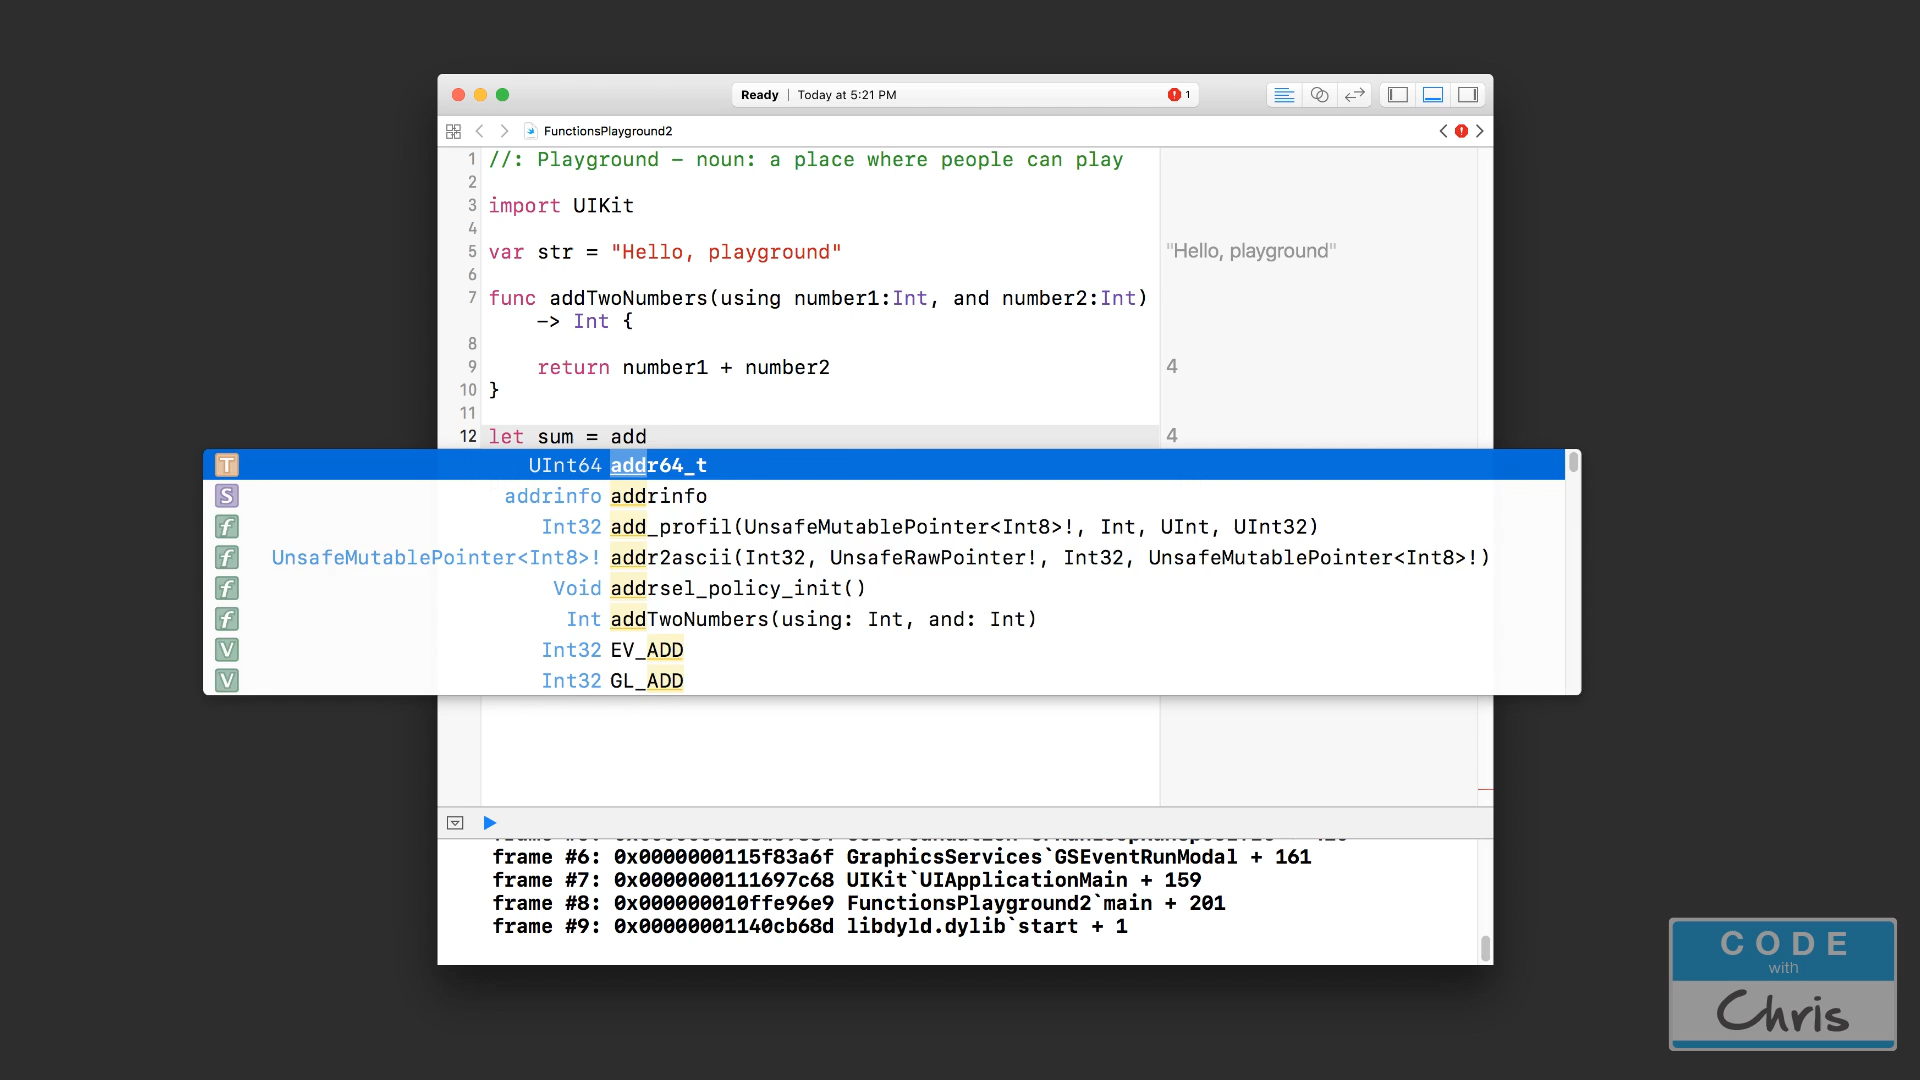 Ready | Today at 5:21 PM
1
FunctionsPlayground2
1 //: Playground - noun: a place where people can play
2
3 import UIKit
4
5 var str = "Hello, playground"
"Hello, playground"
6
7 func addTwoNumbers(using number1:Int, and number2:Int)
-> Int {
8
9 return number1 + number2
4
10 }
11
12 let sum = add
4
T UInt64 addr64_t
S addrinfo addrinfo
f Int32 add_profil(UnsafeMutablePointer<Int8>!, Int, UInt, UInt32)
f UnsafeMutablePointer<Int8>! addr2ascii(Int32, UnsafeRawPointer!, Int32, UnsafeMutablePointer<Int8>!)
f Void addrsel_policy_init()
f Int addTwoNumbers(using: Int, and: Int)
V Int32 EV_ADD
V Int32 GL_ADD
frame #6: 0x0000000115f83a6f GraphicsServices`GSEventRunModal + 161
frame #7: 0x0000000111697c68 UIKit`UIApplicationMain + 159
frame #8: 0x000000010ffe96e9 FunctionsPlayground2`main + 201
frame #9: 0x00000001140cb68d libdyld.dylib`start + 1
CODE
with
Chris